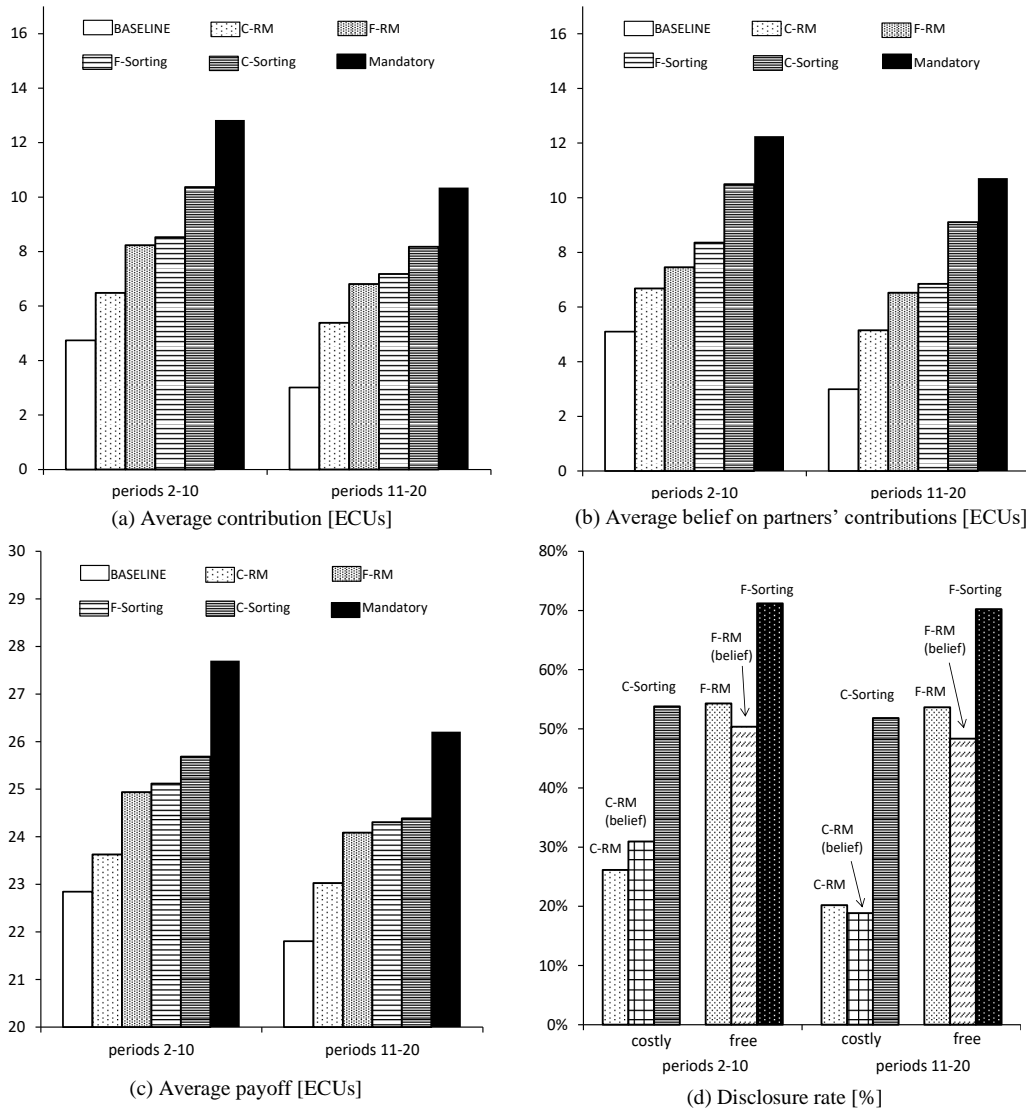 16
14
12
10
8
6
4
2
0
BASELINE C-RM F-RM
F-Sorting C-Sorting Mandatory
periods 2-10 periods 11-20
(a) Average contribution [ECUs]
16
14
12
10
8
6
4
2
0
BASELINE C-RM F-RM
F-Sorting C-Sorting Mandatory
periods 2-10 periods 11-20
(b) Average belief on partners’ contributions [ECUs]
30
29
28
27
26
25
24
23
22
21
20
BASELINE C-RM F-RM
F-Sorting C-Sorting Mandatory
periods 2-10 periods 11-20
(c) Average payoff [ECUs]
80%
70%
60%
50%
40%
30%
20%
10%
0%
C-RM
C-RM
(belief)
C-Sorting
F-RM
F-RM
(belief)
F-Sorting
C-RM
C-RM
(belief)
C-Sorting
F-RM
F-RM
(belief)
F-Sorting
costly free costly free
periods 2-10 periods 11-20
(d) Disclosure rate [%]